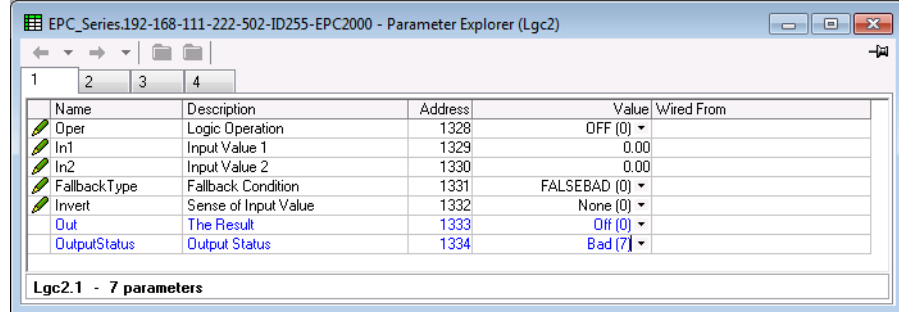 EPC_Series.192-168-111-222-502-ID255-EPC2000 - Parameter Explorer (Lgc2)
1 2 3 4
Name Description Address Value Wired From
Oper Logic Operation 1328 OFF (0)
In1 Input Value 1 1329 0.00
In2 Input Value 2 1330 0.00
FallbackType Fallback Condition 1331 FALSEBAD (0)
Invert Sense of Input Value 1332 None (0)
Out The Result 1333 Off (0)
OutputStatus Output Status 1334 Bad (7)
Lgc2.1 - 7 parameters